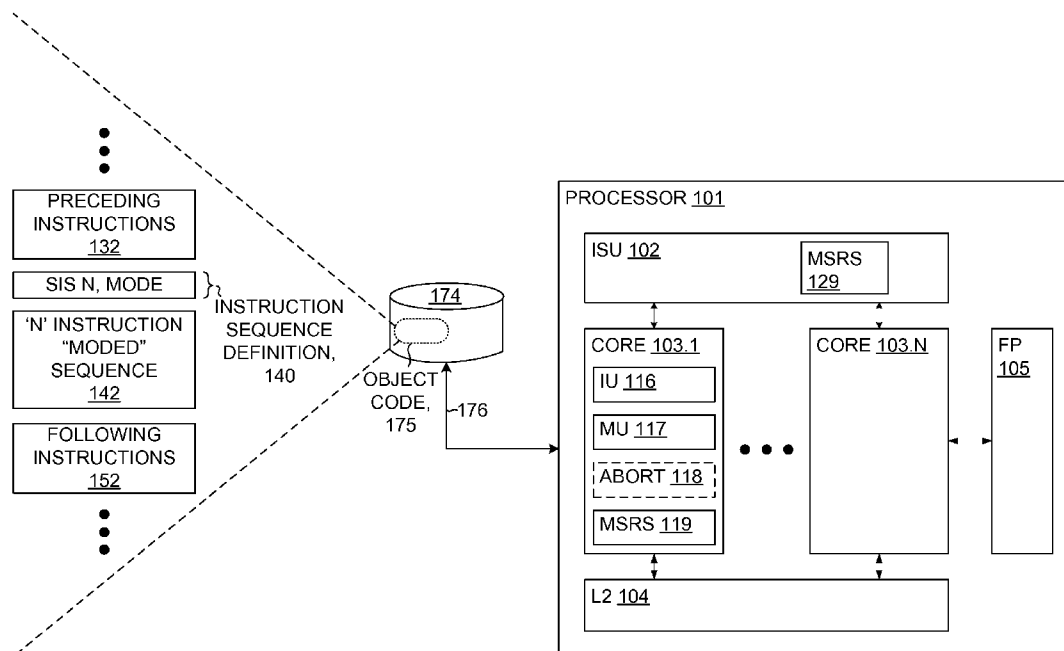 PRECEDING
INSTRUCTIONS
132
SIS N, MODE
‘N’ INSTRUCTION
“MODED”
SEQUENCE
142
FOLLOWING
INSTRUCTIONS
152
INSTRUCTION
SEQUENCE
DEFINITION,
140
174
OBJECT
CODE,
175
176
PROCESSOR 101
ISU 102
MSRS
129
CORE 103.1
IU 116
MU 117
ABORT 118
MSRS 119
CORE 103.N
FP
105
L2 104